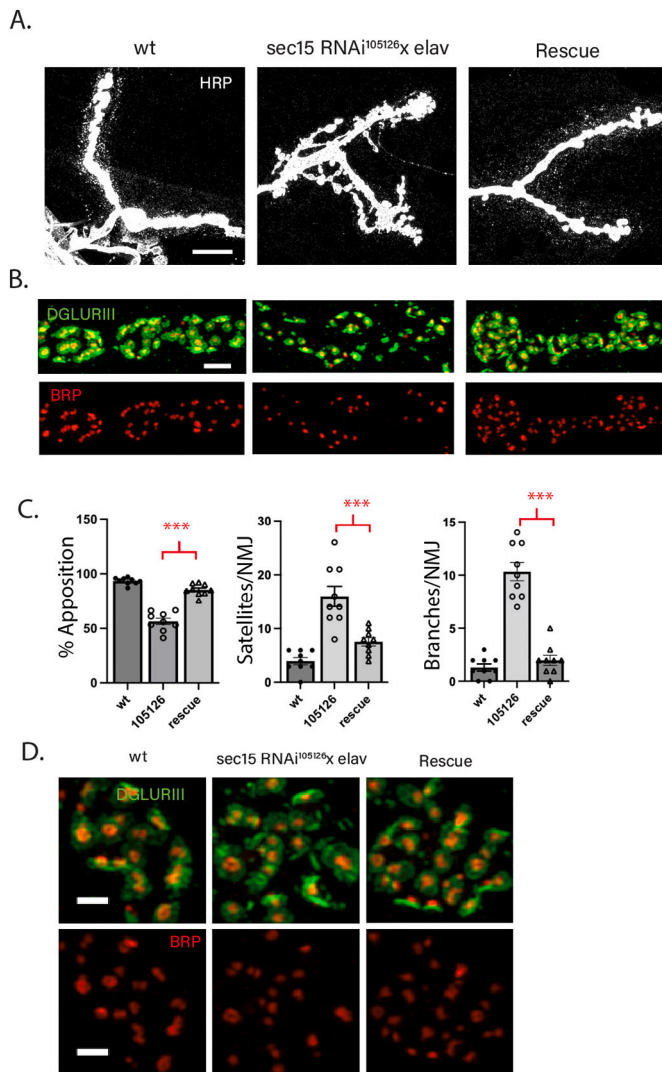 A.
wt
sec15 RNAi¹⁰⁵¹²⁶x elav
Rescue
HRP
B.
DGLURIII
BRP
C.
***
***
***
% Apposition
150
100
50
0
wt
105126
rescue
Satellites/NMJ
30
20
10
0
wt
105126
rescue
Branches/NMJ
15
10
5
0
wt
105126
rescue
D.
wt
sec15 RNAi¹⁰⁵¹²⁶x elav
Rescue
DGLURIII
BRP